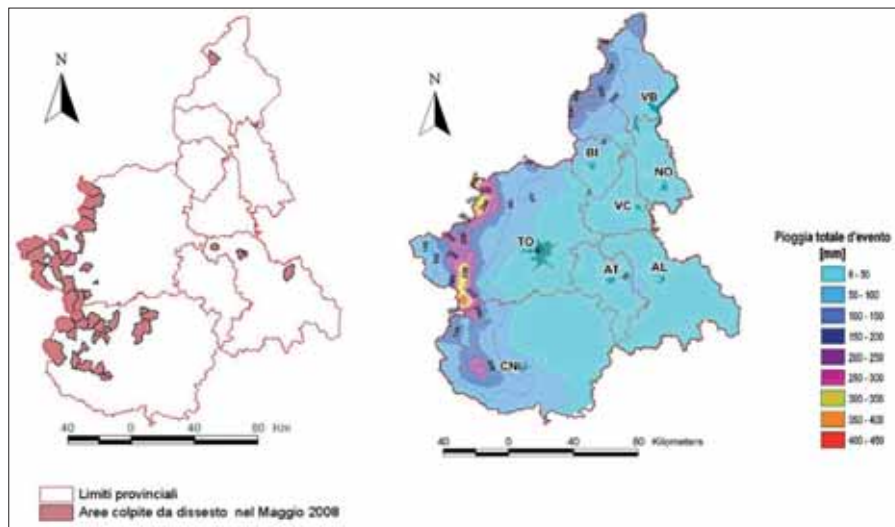 N
40 0 40 80 Km
Limiti provinciali
Aree colpite da dissesto nel Maggio 2008
N
VB
BI
NO
VC
TO
AT
AL
CNU
40 0 40 80 Kilometers
Pioggia totale d'evento
[mm]
0 - 50
50 - 100
100 - 150
150 - 200
200 - 250
250 - 300
300 - 350
350 - 400
400 - 450